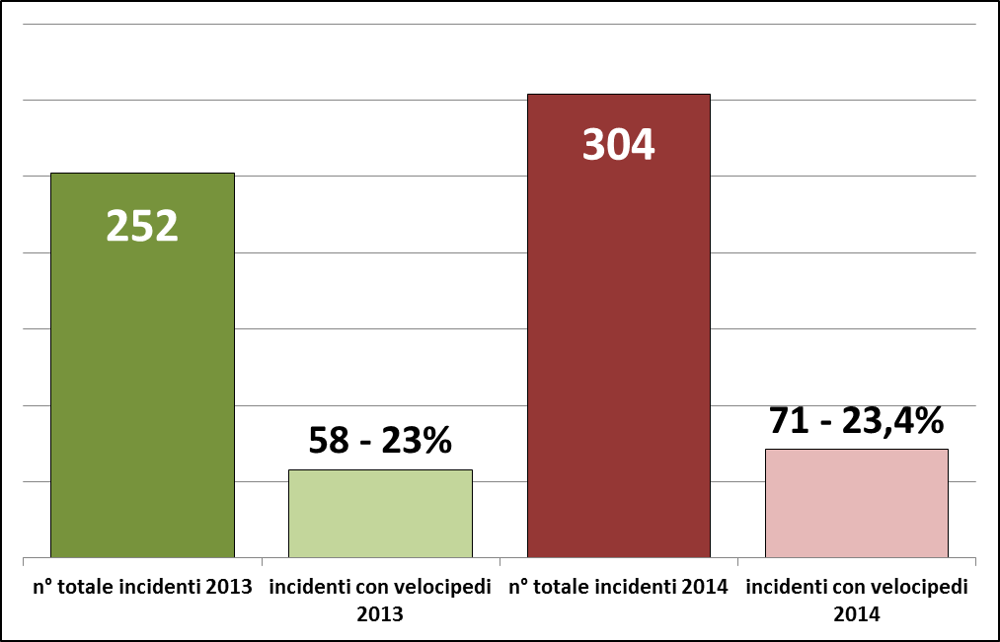 252
58 - 23%
304
71 - 23,4%
n° totale incidenti 2013
incidenti con velocipedi
2013
n° totale incidenti 2014
incidenti con velocipedi
2014